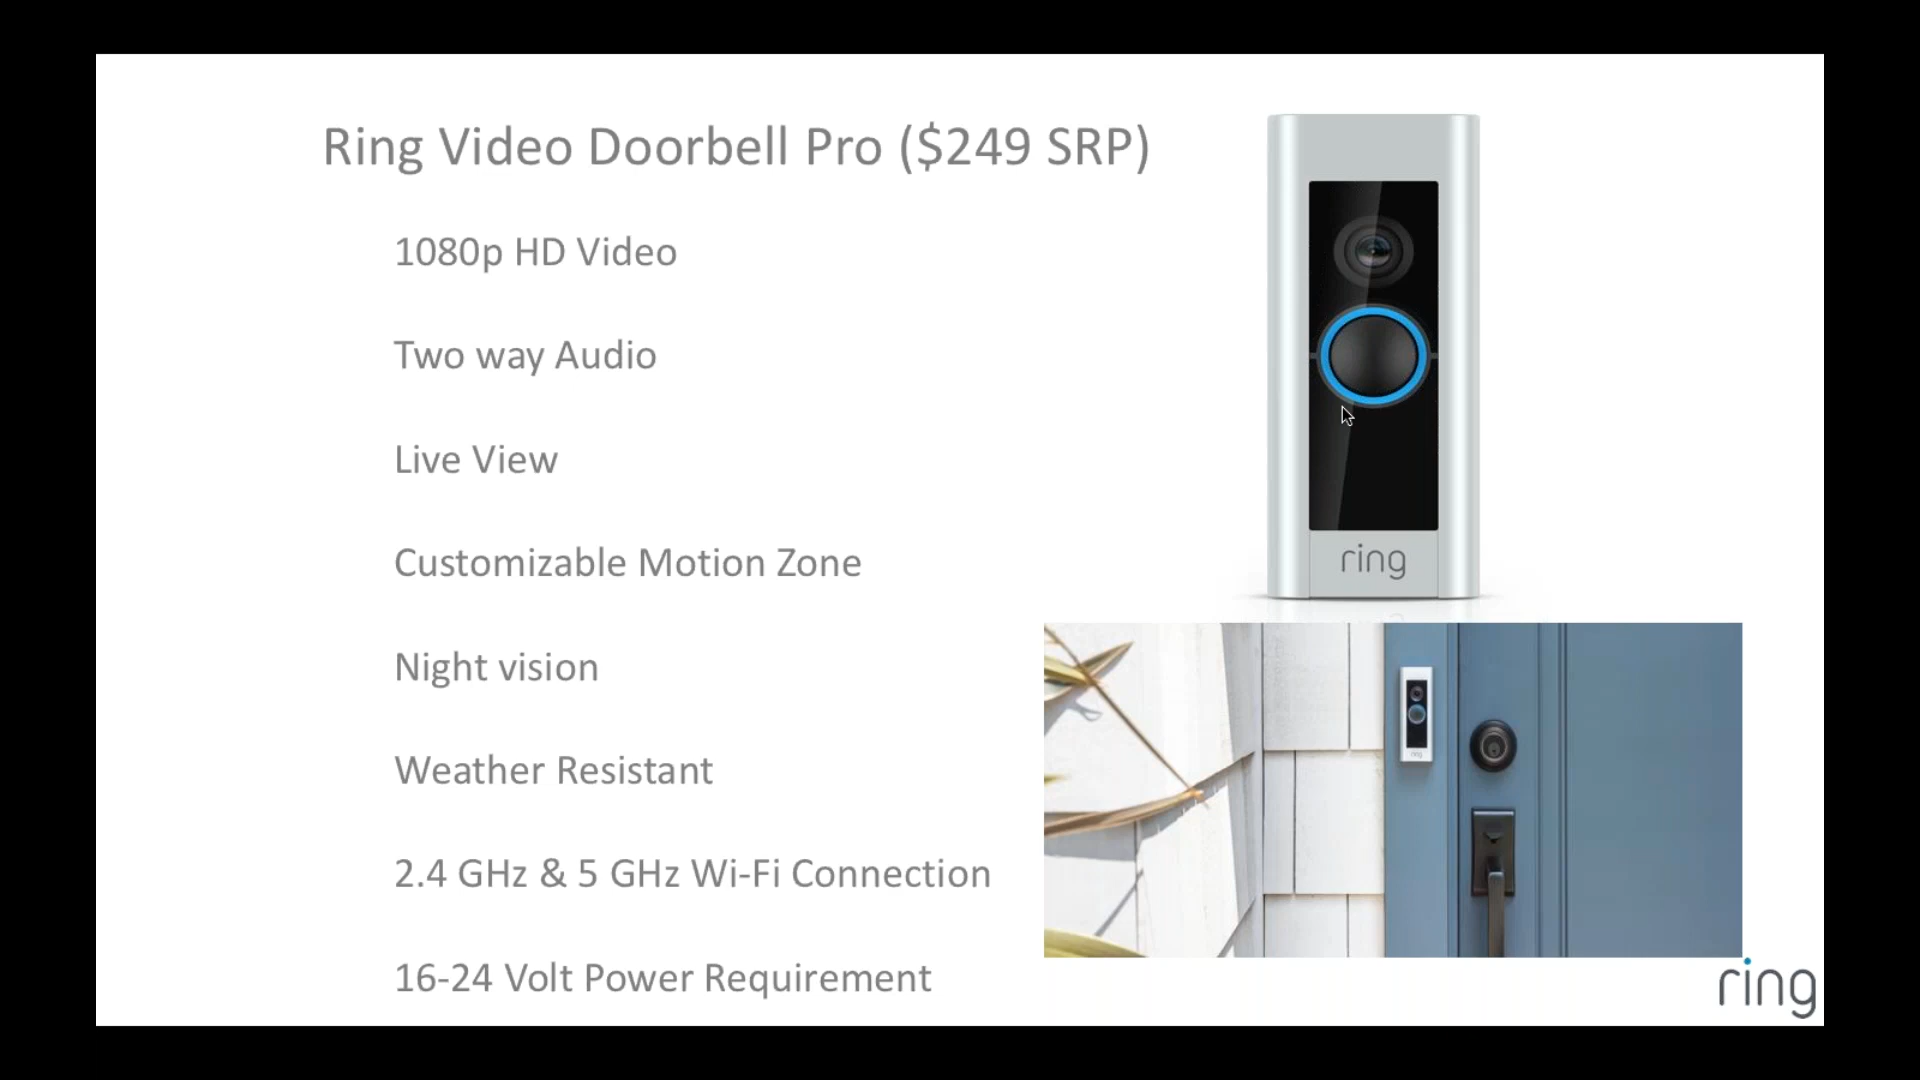 Ring Video Doorbell Pro ($249 SRP)
1080p HD Video
Two way Audio
Live View
Customizable Motion Zone
Night vision
Weather Resistant
2.4 GHz & 5 GHz Wi-Fi Connection
16-24 Volt Power Requirement
ring
ring
ring